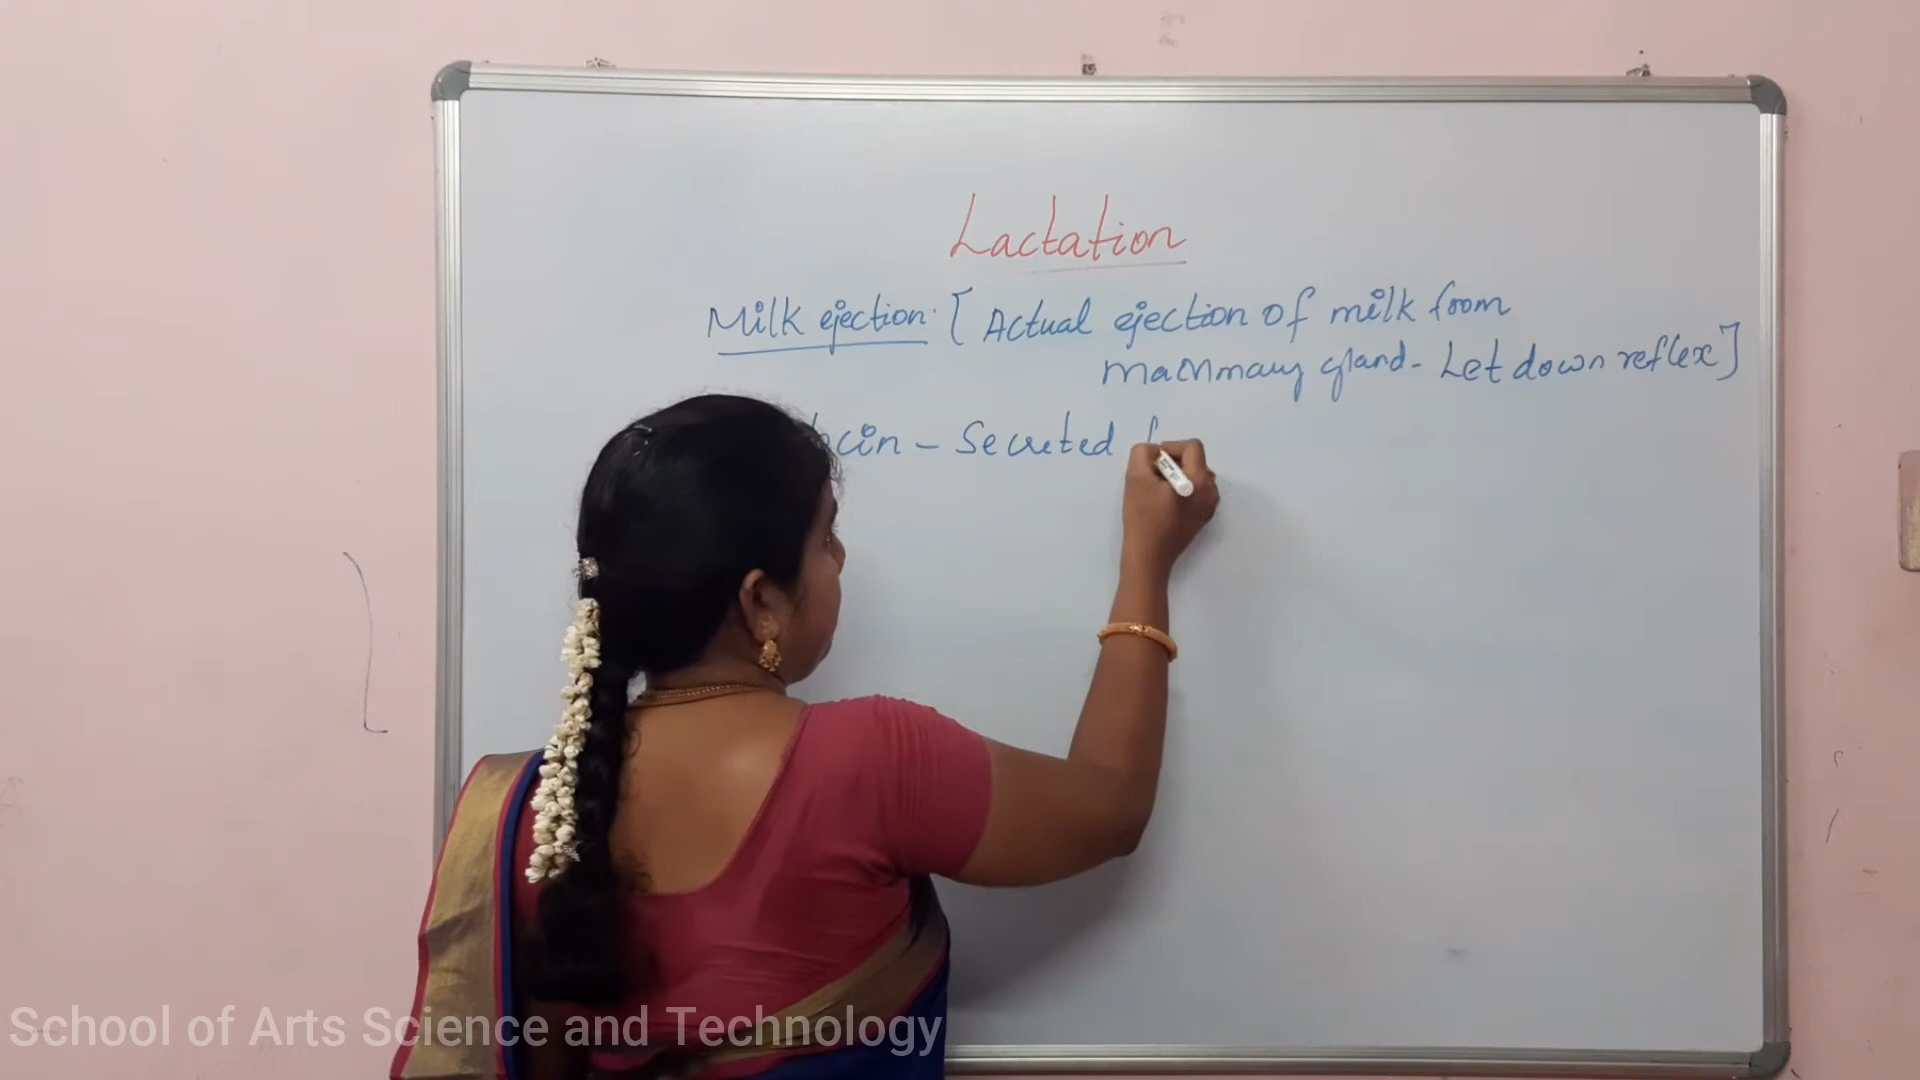 Lactation
Milk ejection: [Actual ejection of milk from
mammary gland - Let down reflex]
ocin - Secreted f
School of Arts Science and Technology